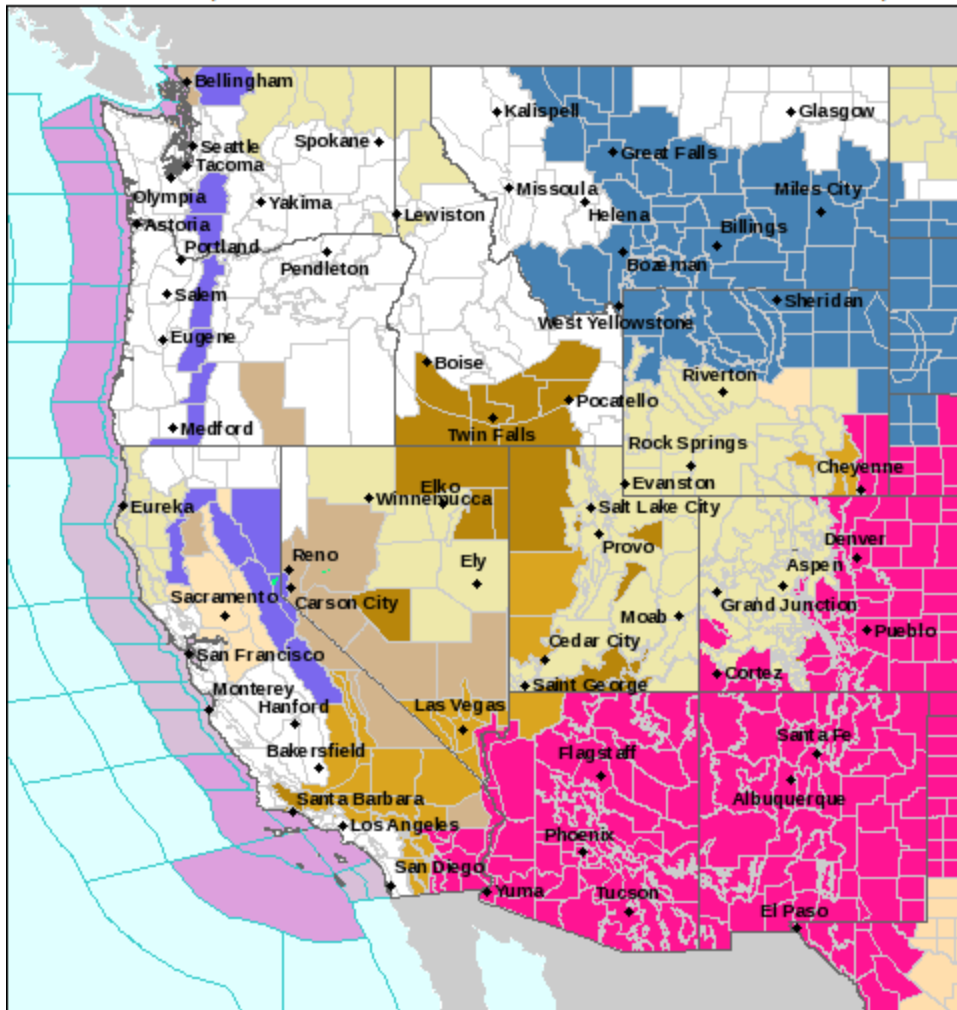 Bellingham
Kalispell
Glasgow
Seattle
Spokane
Great Falls
Tacoma
Missoula
Miles City
Olympia
Yakima
Helena
Lewiston
Astoria
Billings
Portland
Pendleton
Bozeman
Salem
Sheridan
West Yellowstone
Eugene
Boise
Riverton
Pocatello
Medford
Twin Falls
Rock Springs
Cheyenne
Elko
Winnemucca
Evanston
Eureka
Salt Lake City
Provo
Denver
Reno
Ely
Aspen
Sacramento
Carson City
Grand Junction
Moab
Pueblo
Cedar City
San Francisco
Cortez
Saint George
Monterey
Hanford
Las Vegas
Santa Fe
Flagstaff
Bakersfield
Albuquerque
Santa Barbara
Los Angeles
Phoenix
San Diego
Yuma
Tucson
El Paso